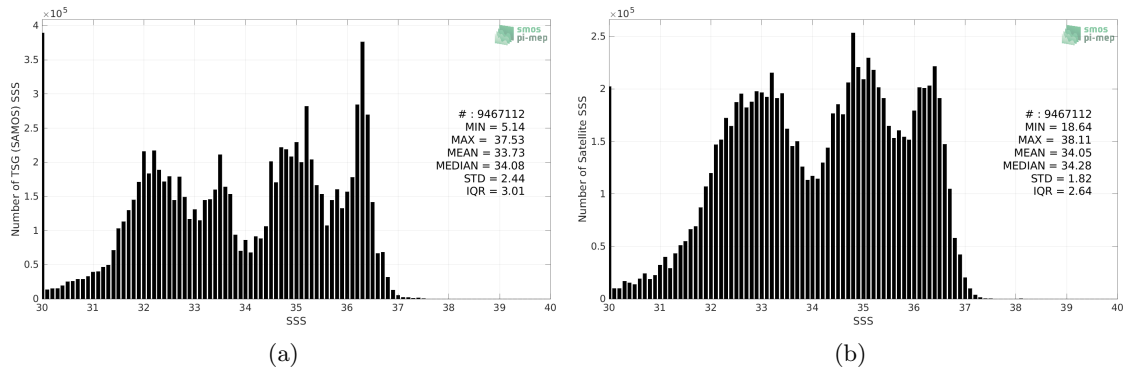 ×10⁵
4
3.5
3
2.5
2
1.5
1
0.5
0
Number of TSG (SAMOS) SSS
smos
pi-mep
# : 9467112
MIN = 5.14
MAX = 37.53
MEAN = 33.73
MEDIAN = 34.08
STD = 2.44
IQR = 3.01
30 31 32 33 34 35 36 37 38 39 40
SSS
(a)
×10⁵
2.5
2
1.5
1
0.5
0
Number of Satellite SSS
smos
pi-mep
# : 9467112
MIN = 18.64
MAX = 38.11
MEAN = 34.05
MEDIAN = 34.28
STD = 1.82
IQR = 2.64
30 31 32 33 34 35 36 37 38 39 40
SSS
(b)